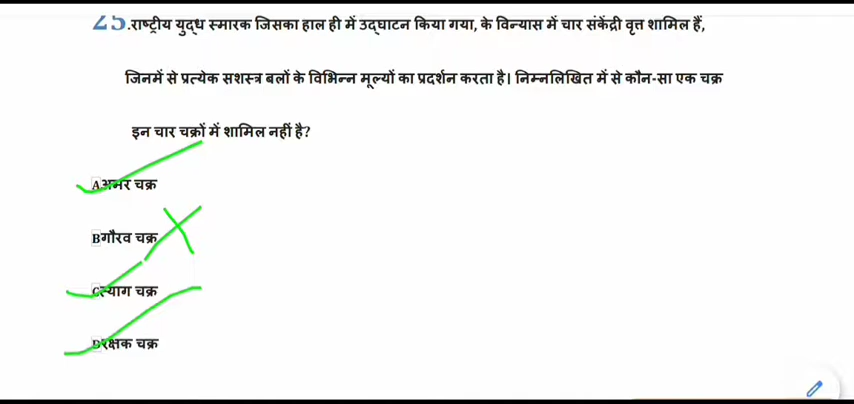 25.राष्ट्रीय युद्ध स्मारक जिसका हाल ही में उद्घाटन किया गया, के विन्यास में चार संकेंद्री वृत्त शामिल हैं,
जिनमें से प्रत्येक सशस्त्र बलों के विभिन्न मूल्यों का प्रदर्शन करता है। निम्नलिखित में से कौन-सा एक चक्र
इन चार चक्रों में शामिल नहीं है?
Aअमर चक्र
Bगौरव चक्र
Cत्याग चक्र
Dरक्षक चक्र